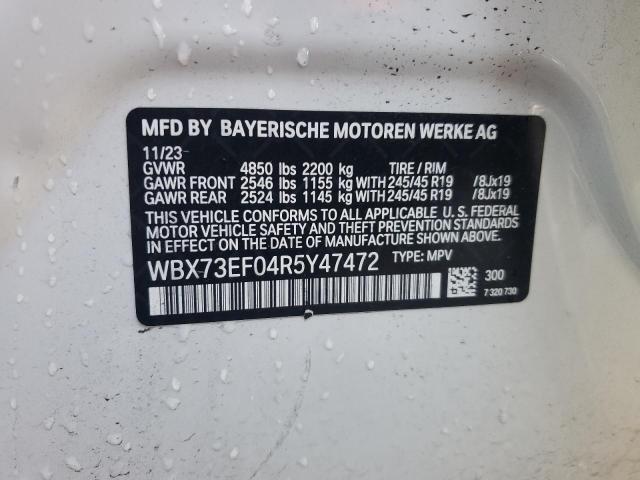 MFD BY BAYERISCHE MOTOREN WERKE AG
11/23
GVWR 4850 lbs 2200 kg TIRE / RIM
GAWR FRONT 2546 lbs 1155 kg WITH 245/45 R19 /8Jx19
GAWR REAR 2524 lbs 1145 kg WITH 245/45 R19 /8Jx19
THIS VEHICLE CONFORMS TO ALL APPLICABLE U.S. FEDERAL
MOTOR VEHICLE SAFETY, BUMPER
AND THEFT PREVENTION STANDARDS IN EFFECT ON THE DATE OF
MANUFACTURE SHOWN ABOVE.
WBX73EF04R5Y47472 TYPE: MPV
300
7 320 730